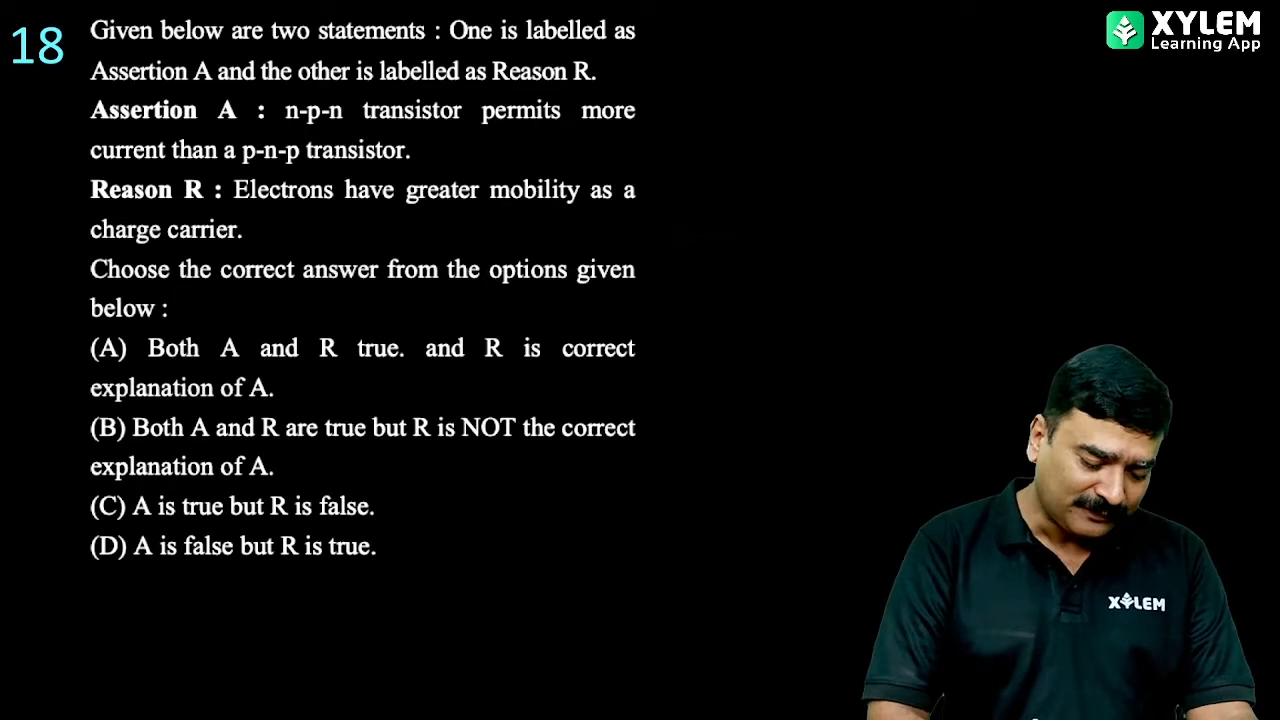 18
Given below are two statements : One is labelled as
Assertion A and the other is labelled as Reason R.
Assertion A : n-p-n transistor permits more
current than a p-n-p transistor.
Reason R : Electrons have greater mobility as a
charge carrier.
Choose the correct answer from the options given
below :
(A) Both A and R true. and R is correct
explanation of A.
(B) Both A and R are true but R is NOT the correct
explanation of A.
(C) A is true but R is false.
(D) A is false but R is true.
XYLEM
Learning App
XYLEM